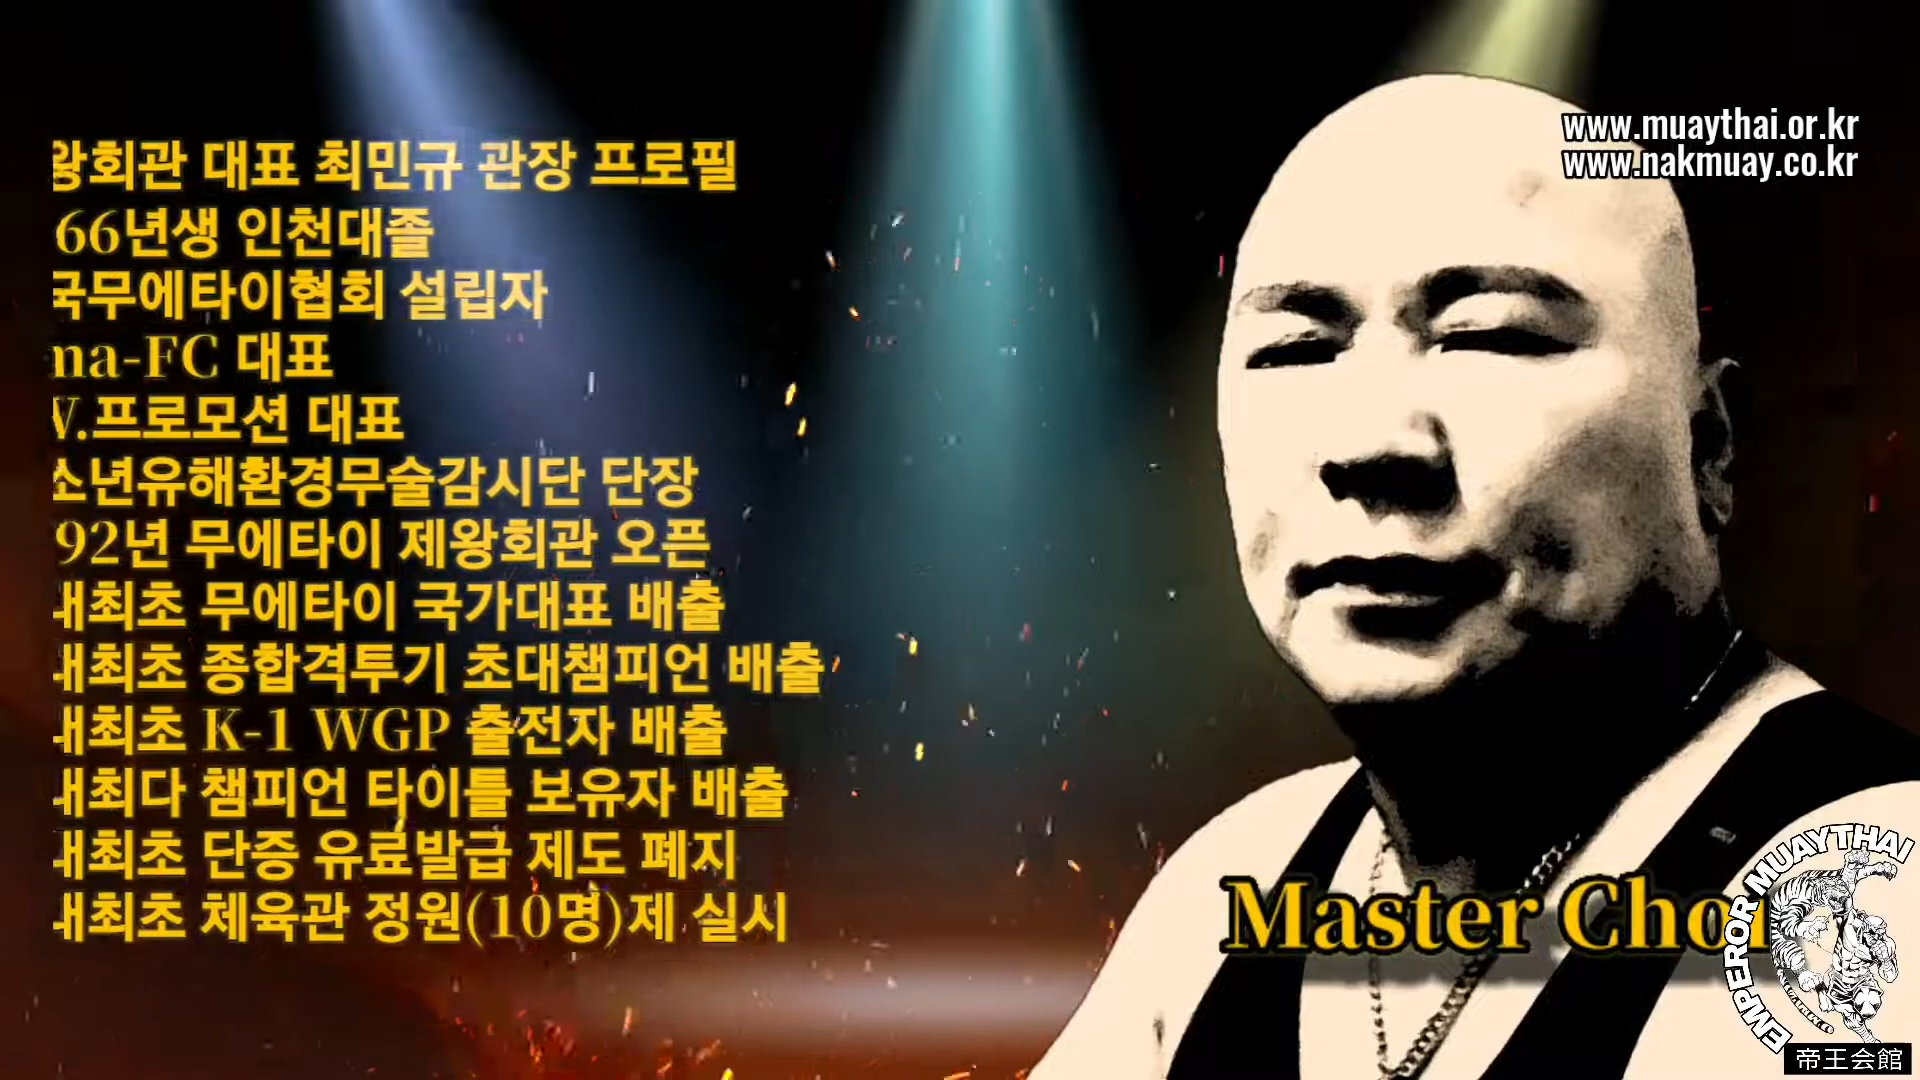 www.muaythai.or.kr
www.nakmuay.co.kr
왕회관 대표 최민규 관장 프로필
66년생 인천대졸
국무에타이협회 설립자
ma-FC 대표
.프로모션 대표
소년유해환경무술감시단 단장
92년 무에타이 제왕회관 오픈
내최초 무에타이 국가대표 배출
내최초 종합격투기 초대챔피언 배출
내최초 K-1 WGP 출전자 배출
내최다 챔피언 타이틀 보유자 배출
내최초 단증 유료발급 제도 폐지
내최초 체육관 정원(10명)제 실시
Master Choi
EMPEROR MUAYTHAI
帝王会館